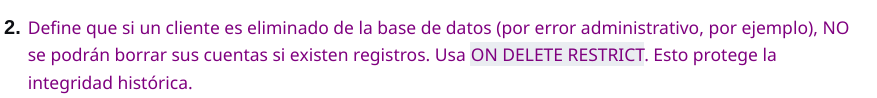 2. Define que si un cliente es eliminado de la base de datos (por error administrativo, por ejemplo), NO
se podrán borrar sus cuentas si existen registros. Usa ON DELETE RESTRICT. Esto protege la
integridad histórica.